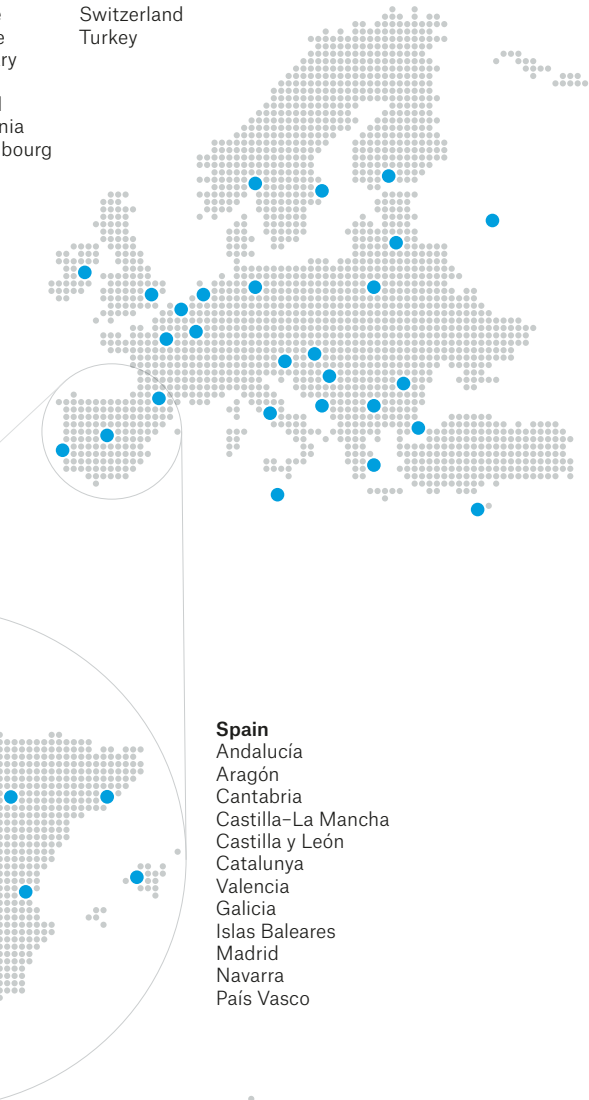 Switzerland
Turkey
Spain
Andalucía
Aragón
Cantabria
Castilla–La Mancha
Castilla y León
Catalunya
Valencia
Galicia
Islas Baleares
Madrid
Navarra
País Vasco